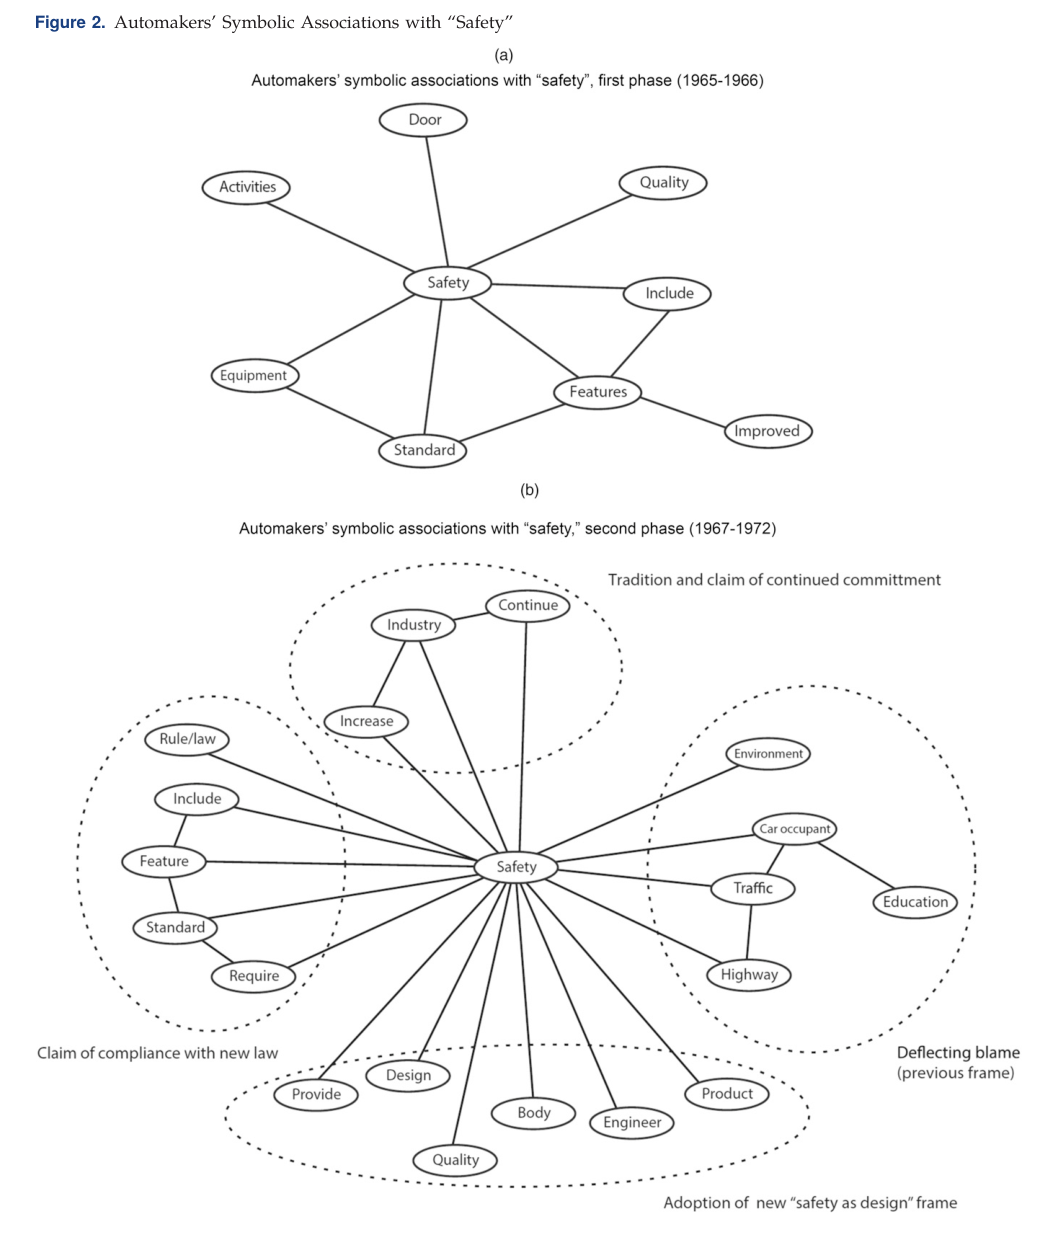 Figure 2. Automakers’ Symbolic Associations with “Safety”
(a)
Automakers’ symbolic associations with “safety”, first phase (1965-1966)
Door
Activities
Quality
Safety
Include
Equipment
Features
Improved
Standard
(b)
Automakers’ symbolic associations with “safety,” second phase (1967-1972)
Tradition and claim of continued committment
Continue
Industry
Increase
Rule/law
Environment
Include
Car occupant
Feature
Safety
Traffic
Education
Standard
Require
Highway
Claim of compliance with new law
Deflecting blame
(previous frame)
Design
Provide
Product
Body
Engineer
Quality
Adoption of new “safety as design” frame